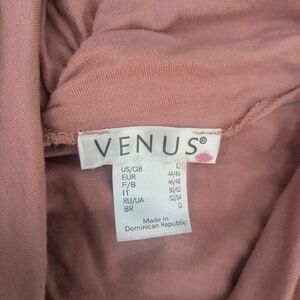 VENUS®
US/GB L
EUR 44/46
F/B 46/48
IT 50/52
RU/UA 52/54
BR G
Made in
Dominican Republic